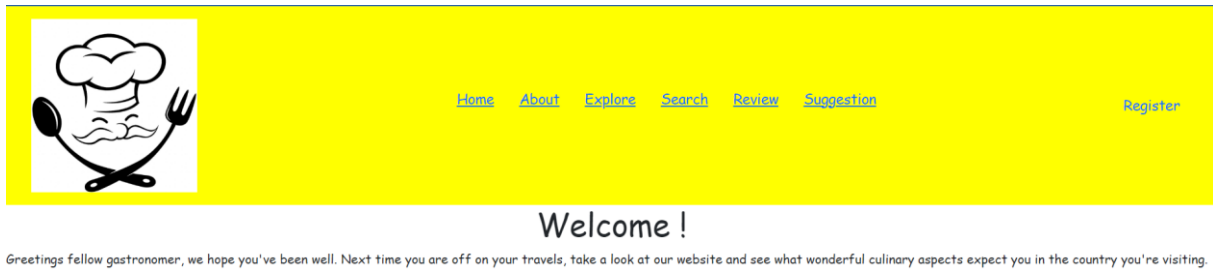 Home About Explore Search Review Suggestion
Register
Welcome !
Greetings fellow gastronomer, we hope you've been well. Next time you are off on your travels, take a look at our website and see what wonderful culinary aspects expect you in the country you're visiting.